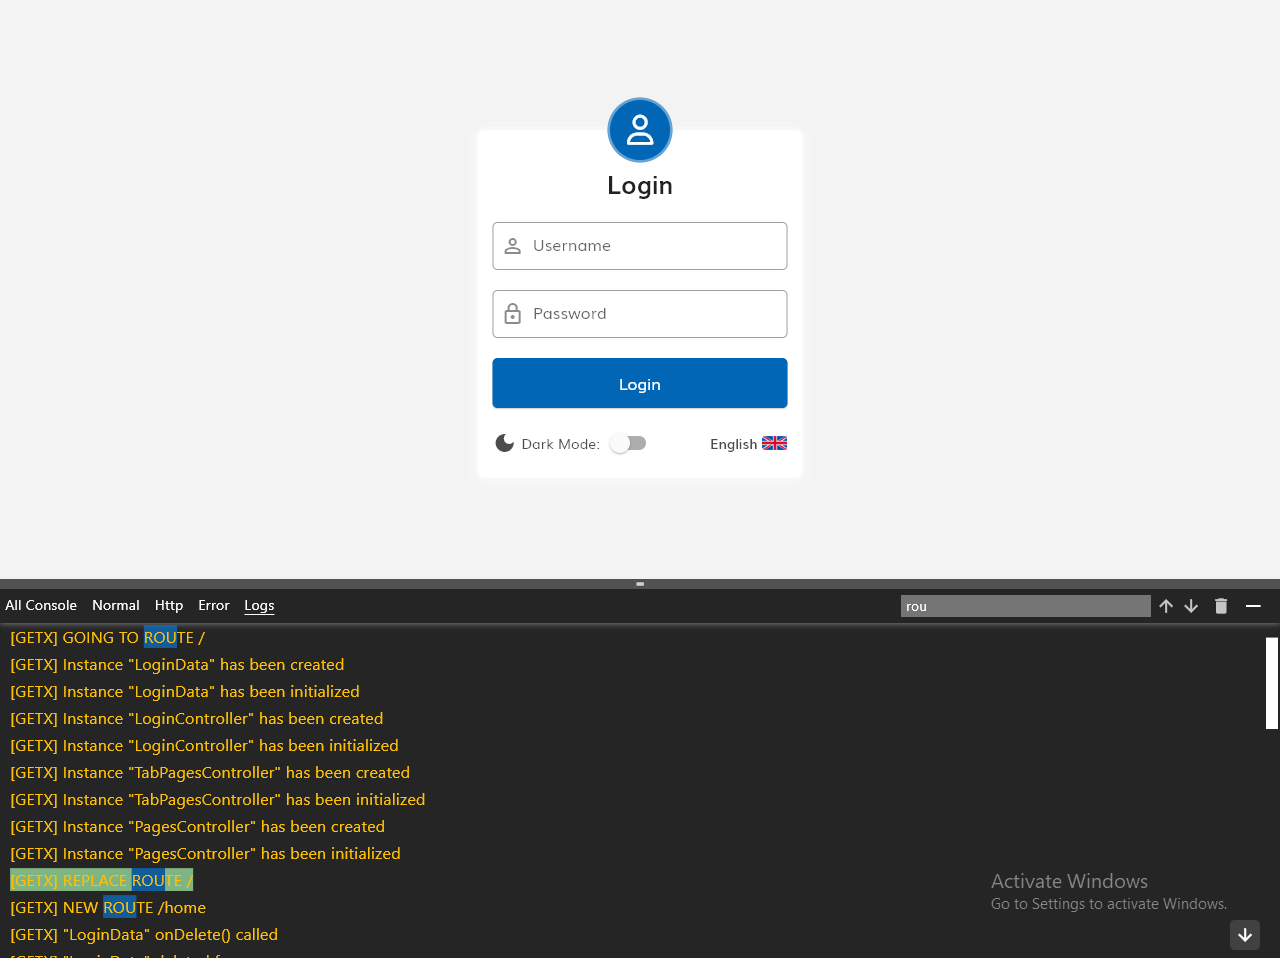 Login
Username
Password
Login
Dark Mode:
English
All Console Normal Http Error Logs
rou
[GETX] GOING TO ROUTE /
[GETX] Instance "LoginData" has been created
[GETX] Instance "LoginData" has been initialized
[GETX] Instance "LoginController" has been created
[GETX] Instance "LoginController" has been initialized
[GETX] Instance "TabPagesController" has been created
[GETX] Instance "TabPagesController" has been initialized
[GETX] Instance "PagesController" has been created
[GETX] Instance "PagesController" has been initialized
[GETX] REPLACE ROUTE /
[GETX] NEW ROUTE /home
[GETX] "LoginData" onDelete() called
Activate Windows
Go to Settings to activate Windows.